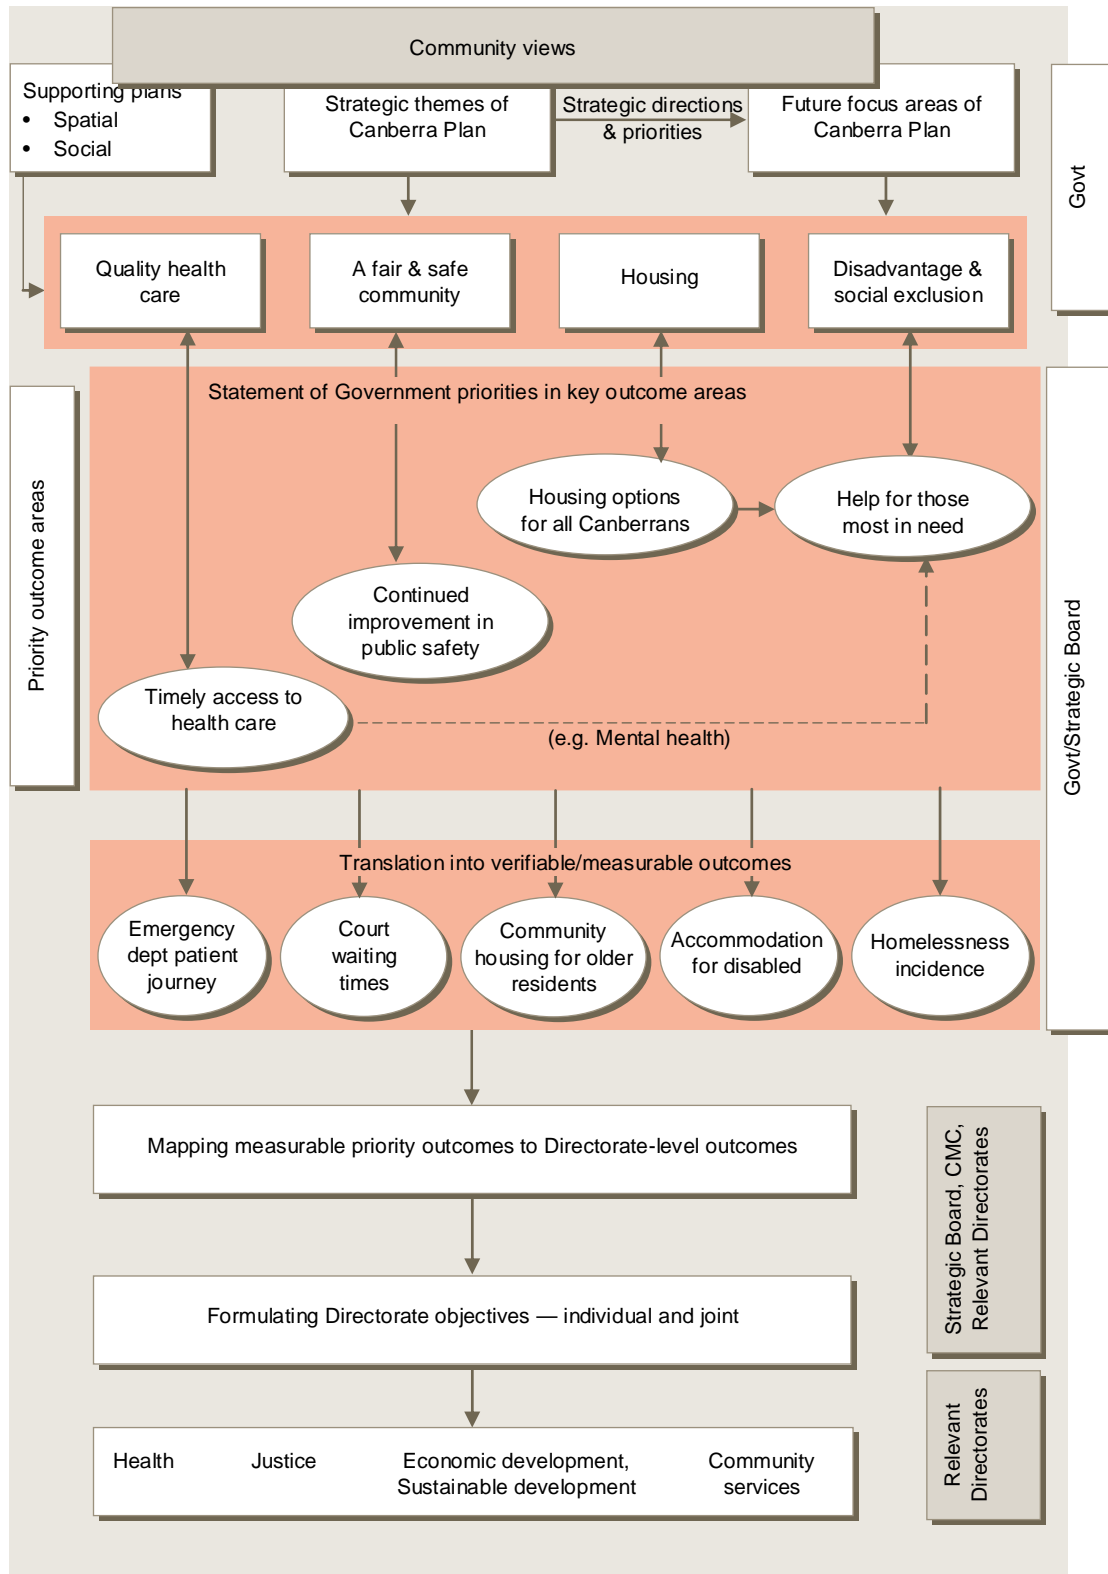 Community views
Supporting plans
• Spatial
• Social
Strategic themes of
Canberra Plan
Strategic directions
& priorities
Future focus areas of
Canberra Plan
Govt
Quality health
care
A fair & safe
community
Housing
Disadvantage &
social exclusion
Statement of Government priorities in key outcome areas
Priority outcome areas
Govt/Strategic Board
Housing options
for all Canberrans
Help for those
most in need
Continued
improvement in
public safety
Timely access to
health care
(e.g. Mental health)
Translation into verifiable/measurable outcomes
Emergency
dept patient
journey
Court
waiting
times
Community
housing for older
residents
Accommodation
for disabled
Homelessness
incidence
Mapping measurable priority outcomes to Directorate-level outcomes
Strategic Board, CMC,
Relevant Directorates
Formulating Directorate objectives — individual and joint
Relevant
Directorates
Health
Justice
Economic development,
Sustainable development
Community
services